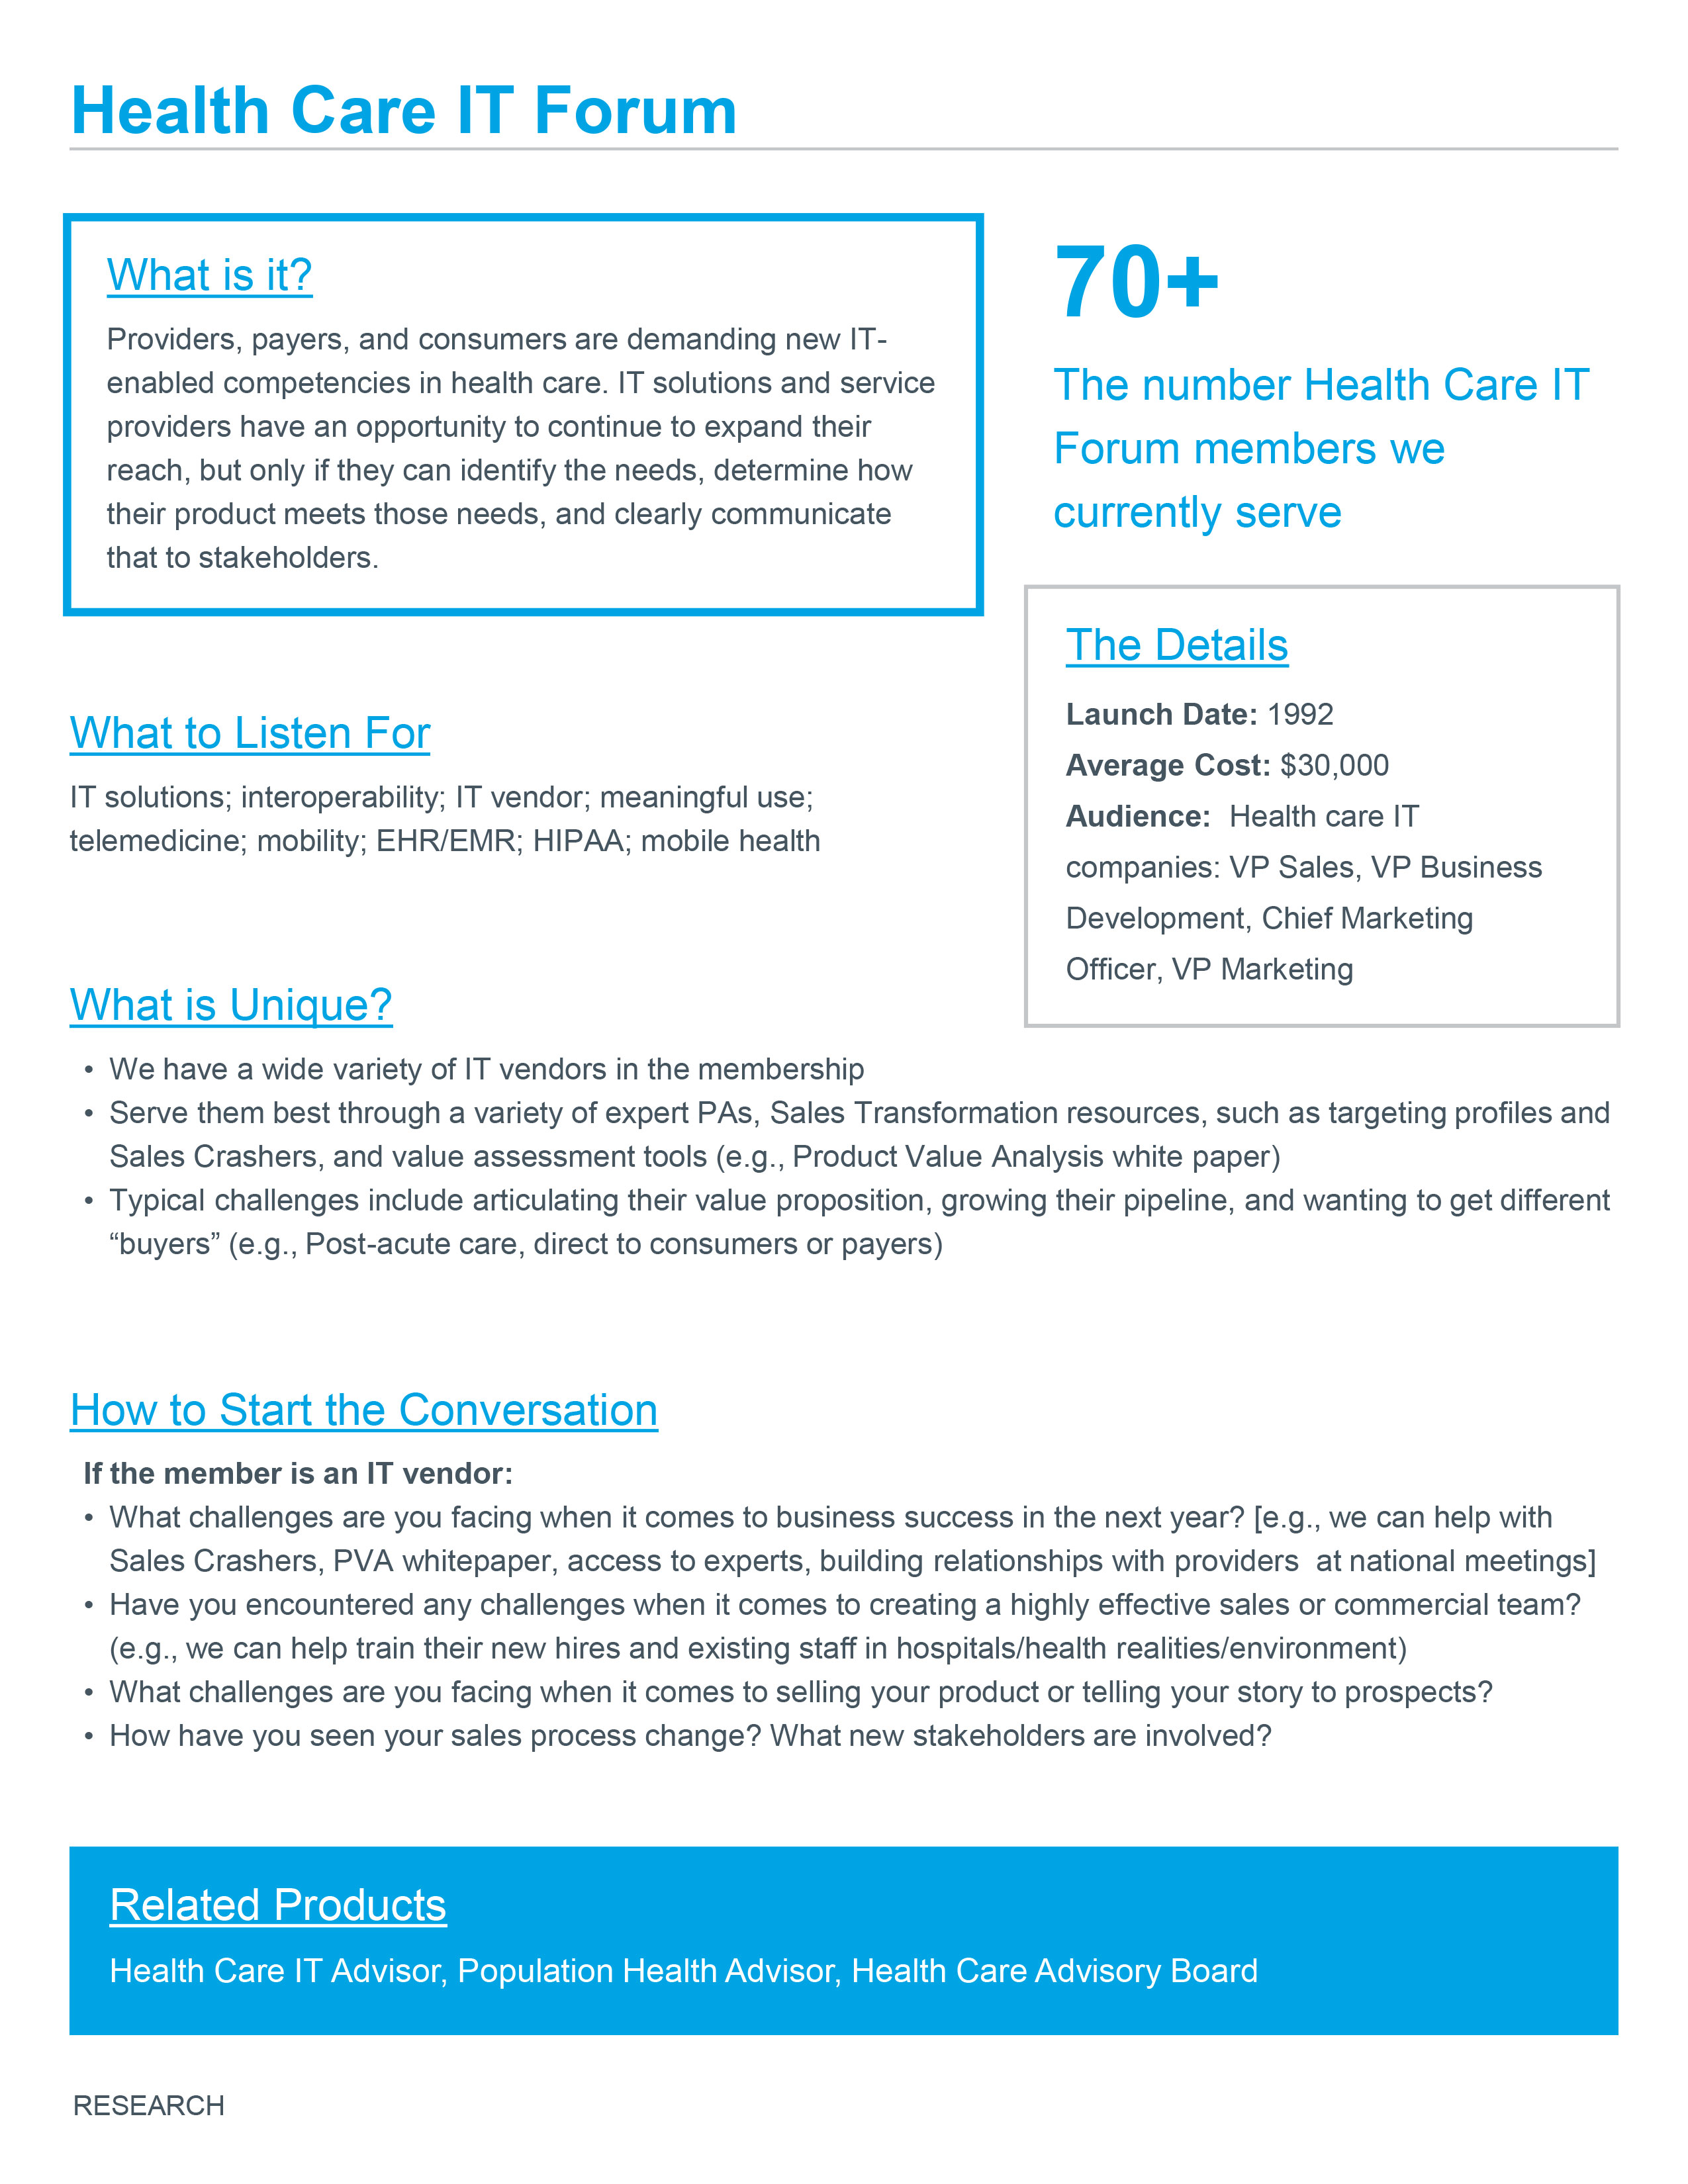 Health Care IT Forum
What is it?
Providers, payers, and consumers are demanding new IT-
enabled competencies in health care. IT solutions and service
providers have an opportunity to continue to expand their
reach, but only if they can identify the needs, determine how
their product meets those needs, and clearly communicate
that to stakeholders.
70+
The number Health Care IT
Forum members we
currently serve
The Details
Launch Date: 1992
Average Cost: $30,000
Audience:  Health care IT
companies: VP Sales, VP Business
Development, Chief Marketing
Officer, VP Marketing
What to Listen For
IT solutions; interoperability; IT vendor; meaningful use;
telemedicine; mobility; EHR/EMR; HIPAA; mobile health
What is Unique?
• We have a wide variety of IT vendors in the membership
• Serve them best through a variety of expert PAs, Sales Transformation resources, such as targeting profiles and
Sales Crashers, and value assessment tools (e.g., Product Value Analysis white paper)
• Typical challenges include articulating their value proposition, growing their pipeline, and wanting to get different
“buyers” (e.g., Post-acute care, direct to consumers or payers)
How to Start the Conversation
If the member is an IT vendor:
• What challenges are you facing when it comes to business success in the next year? [e.g., we can help with
Sales Crashers, PVA whitepaper, access to experts, building relationships with providers  at national meetings]
• Have you encountered any challenges when it comes to creating a highly effective sales or commercial team?
(e.g., we can help train their new hires and existing staff in hospitals/health realities/environment)
• What challenges are you facing when it comes to selling your product or telling your story to prospects?
• How have you seen your sales process change? What new stakeholders are involved?
Related Products
Health Care IT Advisor, Population Health Advisor, Health Care Advisory Board
RESEARCH